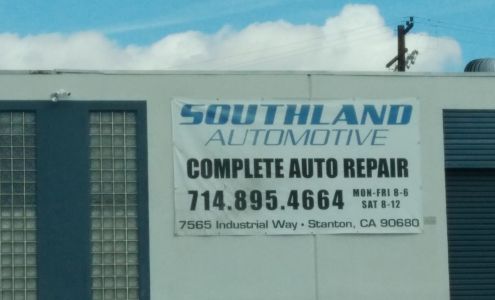 SOUTHLAND
AUTOMOTIVE
COMPLETE AUTO REPAIR
714.895.4664 MON-FRI 8-6
SAT 8-12
7565 Industrial Way • Stanton, CA 90680